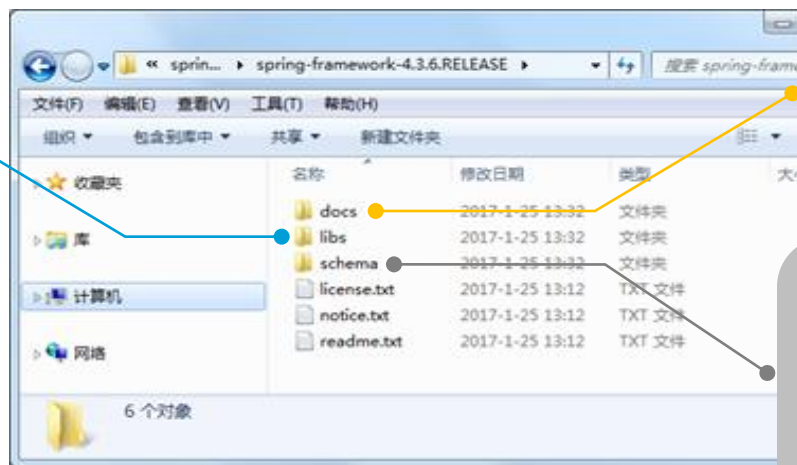 « sprin... ▸ spring-framework-4.3.6.RELEASE ▸ 搜索 spring-frame
文件(F) 编辑(E) 查看(V) 工具(T) 帮助(H)
组织 包含到库中 共享 新建文件夹
名称 修改日期 类型 大
收藏夹
docs 2017-1-25 13:32 文件夹
库
libs 2017-1-25 13:32 文件夹
schema 2017-1-25 13:32 文件夹
计算机
license.txt 2017-1-25 13:12 TXT 文件
notice.txt 2017-1-25 13:12 TXT 文件
网络
readme.txt 2017-1-25 13:12 TXT 文件
6 个对象